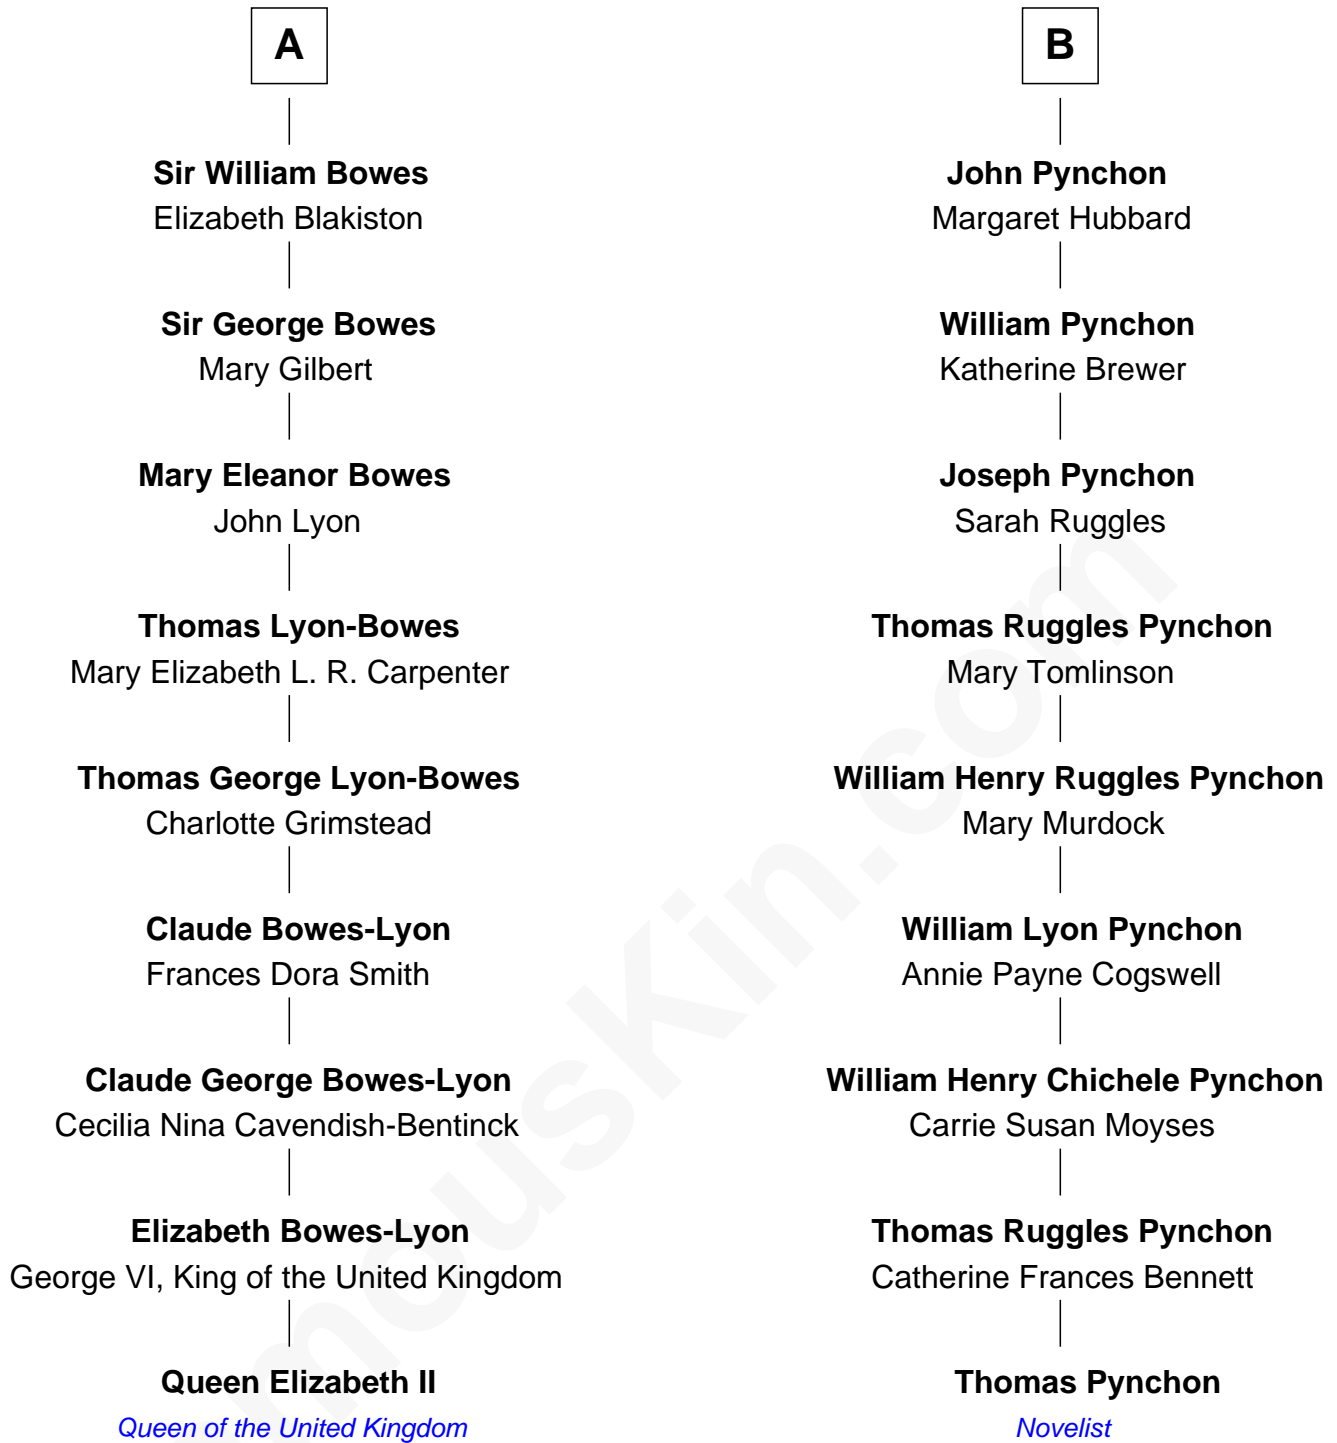 A
Sir William Bowes
Elizabeth Blakiston
Sir George Bowes
Mary Gilbert
Mary Eleanor Bowes
John Lyon
Thomas Lyon-Bowes
Mary Elizabeth L. R. Carpenter
Thomas George Lyon-Bowes
Charlotte Grimstead
Claude Bowes-Lyon
Frances Dora Smith
Claude George Bowes-Lyon
Cecilia Nina Cavendish-Bentinck
Elizabeth Bowes-Lyon
George VI, King of the United Kingdom
Queen Elizabeth II
Queen of the United Kingdom
B
John Pynchon
Margaret Hubbard
William Pynchon
Katherine Brewer
Joseph Pynchon
Sarah Ruggles
Thomas Ruggles Pynchon
Mary Tomlinson
William Henry Ruggles Pynchon
Mary Murdock
William Lyon Pynchon
Annie Payne Cogswell
William Henry Chichele Pynchon
Carrie Susan Moyses
Thomas Ruggles Pynchon
Catherine Frances Bennett
Thomas Pynchon
Novelist
mousKin.com